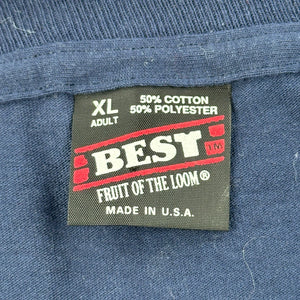 XL 50% COTTON
ADULT 50% POLYESTER
BEST TM
FRUIT OF THE LOOM®
MADE IN U.S.A.